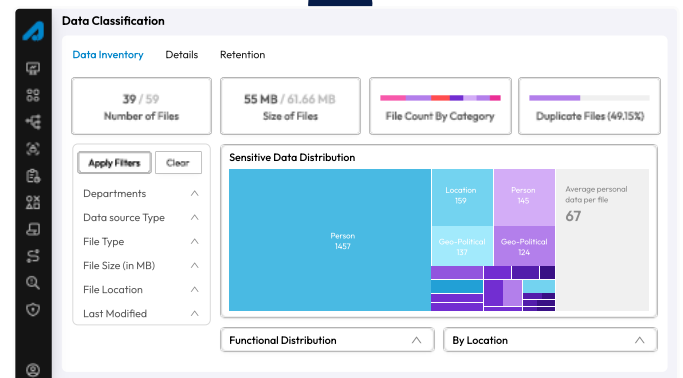 Data Classification
Data Inventory Details Retention
39 / 59
Number of Files
55 MB / 61.66 MB
Size of Files
File Count By Category
Duplicate Files (49.15%)
Apply Filters Clear
Departments
Data source Type
File Type
File Size (in MB)
File Location
Last Modified
Sensitive Data Distribution
Person
1457
Location
159
Person
145
Geo-Political
137
Geo-Political
124
Average personal
data per file
67
Functional Distribution
By Location